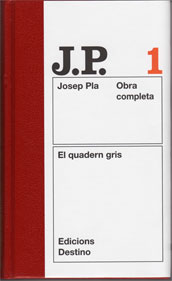 J.P. 1
Josep Pla Obra
completa
El quadern gris
Edicions
Destino